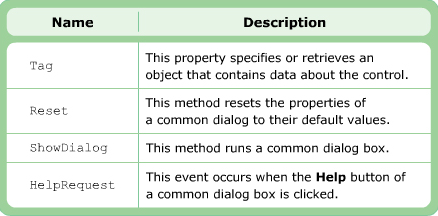 Name Description
Tag This property specifies or retrieves an
object that contains data about the control.
Reset This method resets the properties of
a common dialog to their default values.
ShowDialog This method runs a common dialog box.
HelpRequest This event occurs when the Help button of
a common dialog box is clicked.